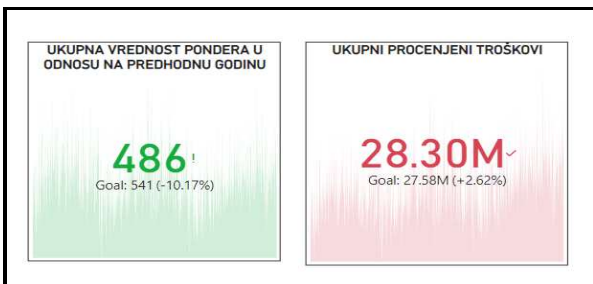 UKUPNA VREDNOST PONDERA U
ODNOSU NA PREDHODNU GODINU
486!
Goal: 541 (-10.17%)
UKUPNI PROCENJENI TROŠKOVI
28.30M✓
Goal: 27.58M (+2.62%)